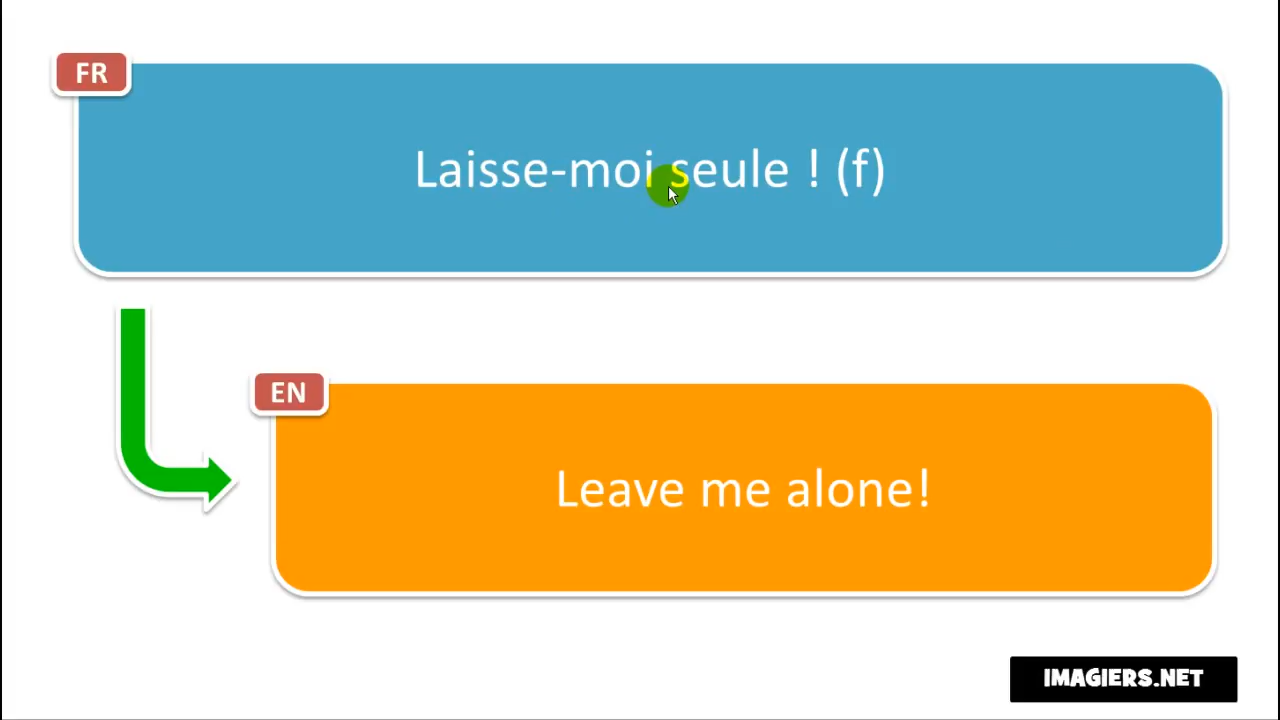 FR
Laisse-moi seule ! (f)
EN
Leave me alone!
IMAGIERS.NET